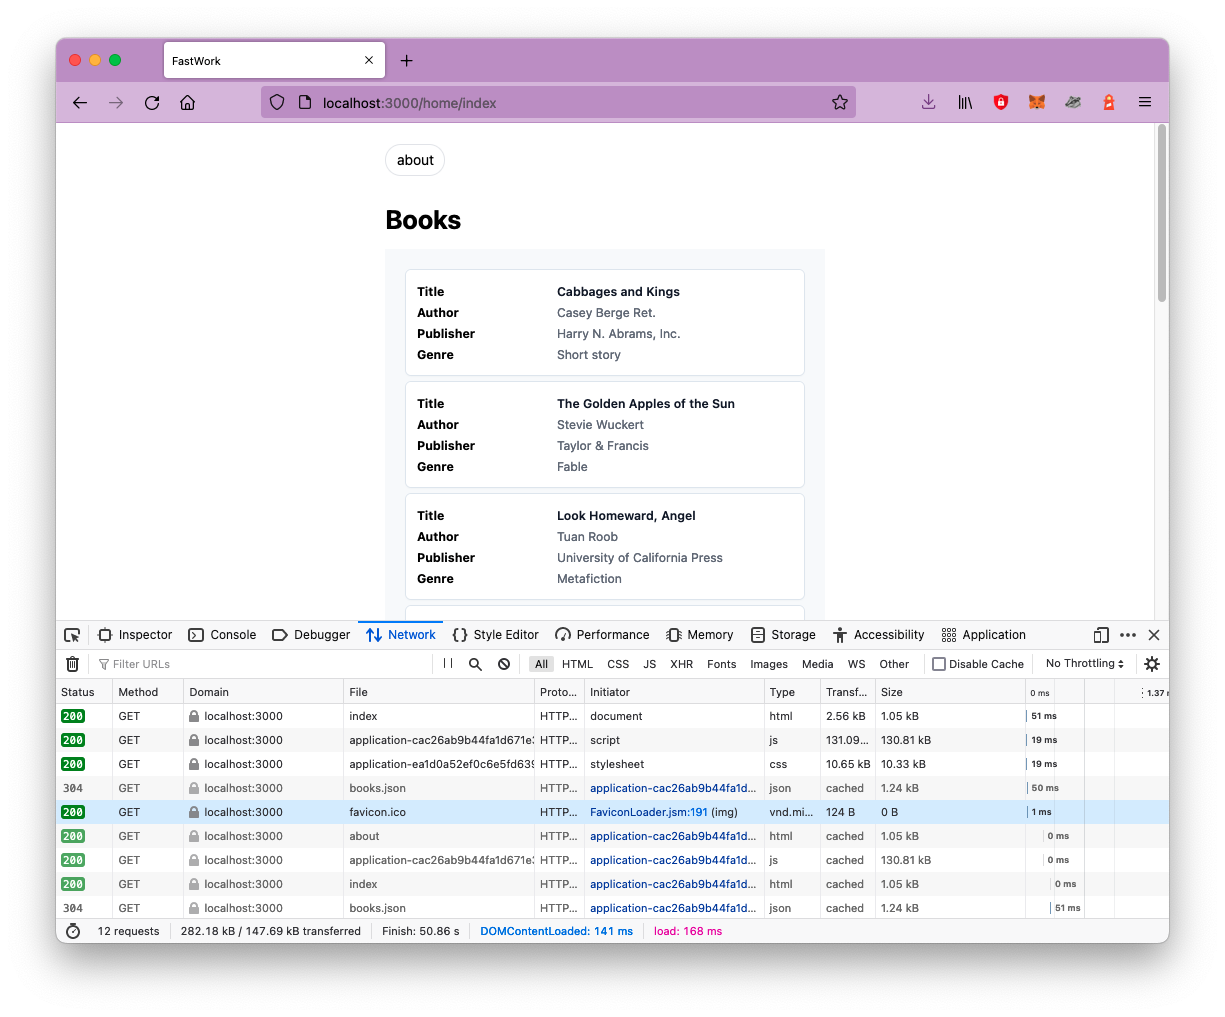 FastWork
localhost:3000/home/index
about
Books
Title Cabbages and Kings
Author Casey Berge Ret.
Publisher Harry N. Abrams, Inc.
Genre Short story
Title The Golden Apples of the Sun
Author Stevie Wuckert
Publisher Taylor & Francis
Genre Fable
Title Look Homeward, Angel
Author Tuan Roob
Publisher University of California Press
Genre Metafiction
Inspector Console Debugger Network Style Editor Performance Memory Storage Accessibility Application
Filter URLs All HTML CSS JS XHR Fonts Images Media WS Other Disable Cache No Throttling
Status Method Domain File Proto... Initiator Type Transf... Size 0 ms 1.37
200 GET localhost:3000 index HTTP... document html 2.56 kB 1.05 kB 51 ms
200 GET localhost:3000 application-cac26ab9b44fa1d671e HTTP... script js 131.09... 130.81 kB 19 ms
200 GET localhost:3000 application-ea1d0a52ef0c6e5fd639 HTTP... stylesheet css 10.65 kB 10.33 kB 19 ms
304 GET localhost:3000 books.json HTTP... application-cac26ab9b44fa1d... json cached 1.24 kB 50 ms
200 GET localhost:3000 favicon.ico HTTP... FaviconLoader.jsm:191 (img) vnd.mi... 124 B 0 B 1 ms
200 GET localhost:3000 about HTTP... application-cac26ab9b44fa1d... html cached 1.05 kB 0 ms
200 GET localhost:3000 application-cac26ab9b44fa1d671e HTTP... application-cac26ab9b44fa1d... js cached 130.81 kB 0 ms
200 GET localhost:3000 index HTTP... application-cac26ab9b44fa1d... html cached 1.05 kB 0 ms
304 GET localhost:3000 books.json HTTP... application-cac26ab9b44fa1d... json cached 1.24 kB 51 ms
12 requests 282.18 kB / 147.69 kB transferred Finish: 50.86 s DOMContentLoaded: 141 ms load: 168 ms